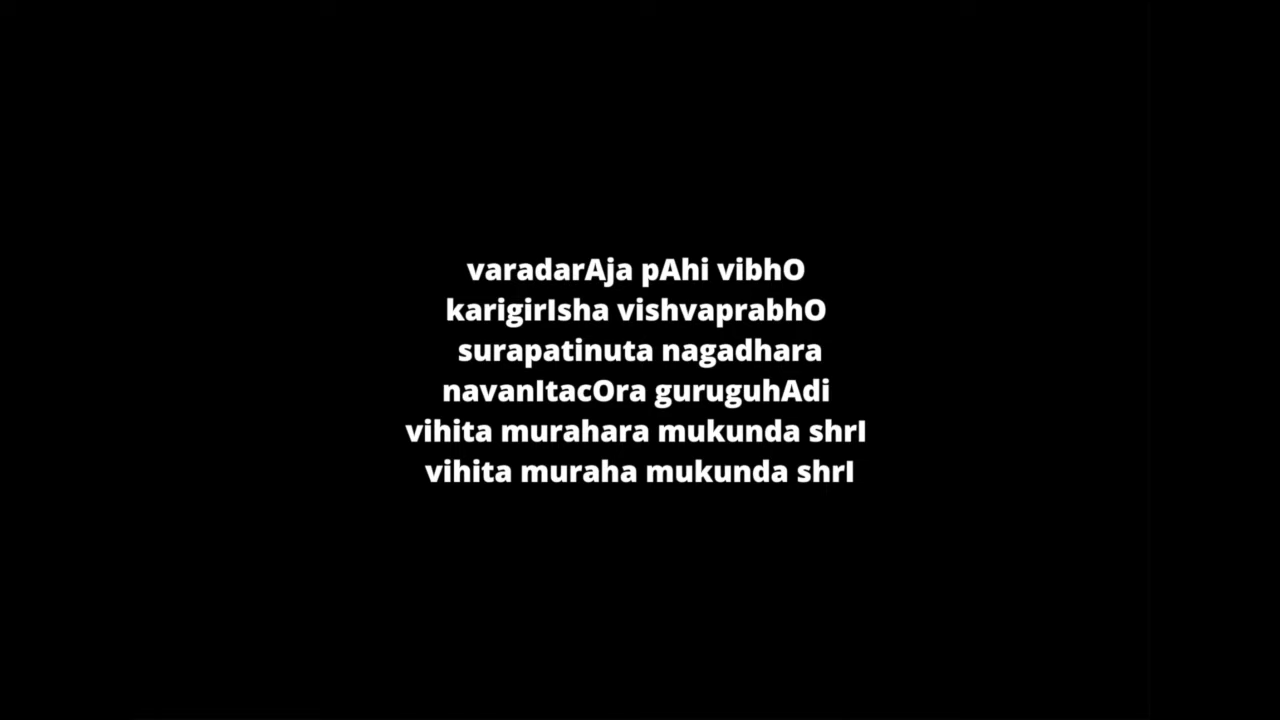 varadarAja pAhi vibhO
karigirIsha vishvaprabhO
surapatinuta nagadhara
navanItacOra guruguhAdi
vihita murahara mukunda shrI
vihita muraha mukunda shrI